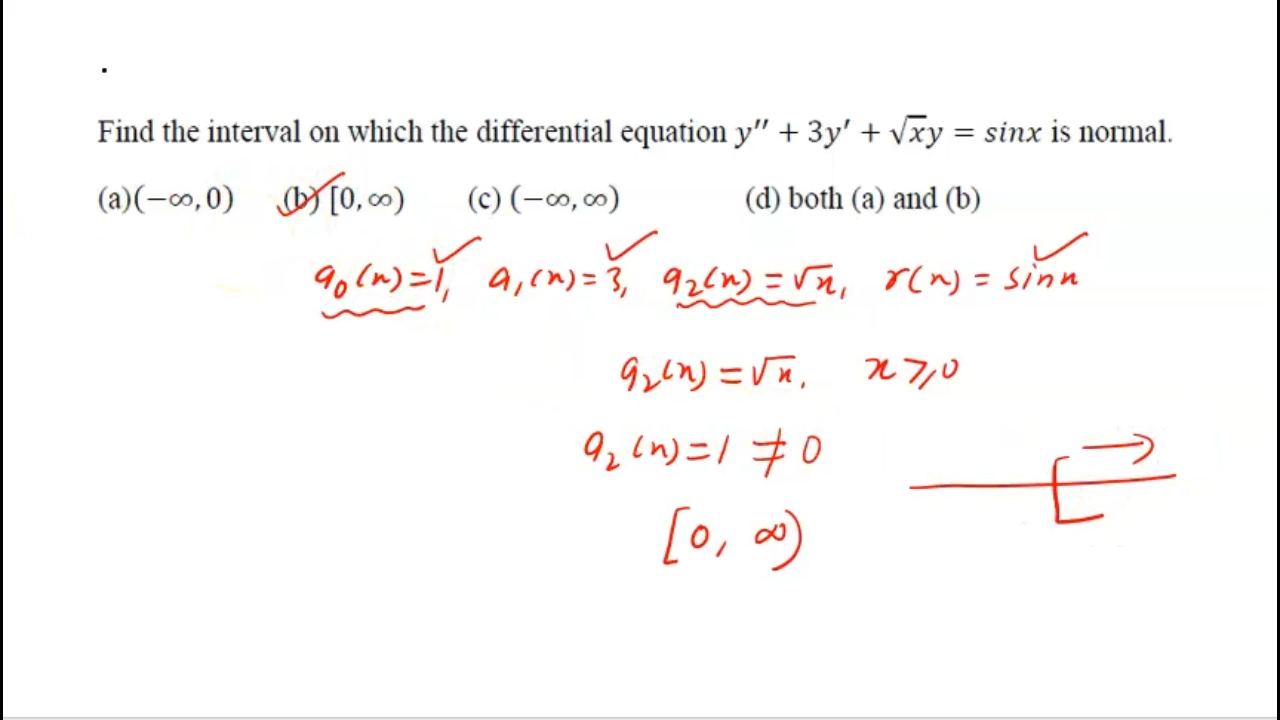 Find the interval on which the differential equation y′′ + 3y′ + √x y = sinx is normal.
(a)(−∞,0) (b) [0,∞) (c) (−∞,∞) (d) both (a) and (b)
a₀(x)=1, a₁(x)=3, a₂(x)=√x, r(x)=sinx
a₂(x)=√x, x≥0
a₂(x)=1≠0
[0, ∞)